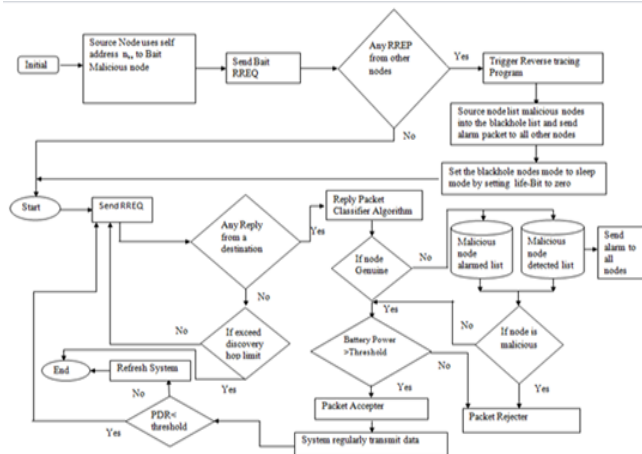 Initial
Source Node uses self
address n
to Bait
Malicious node
Send Bait
RREQ
Any RREP
from other
nodes
Yes
Trigger Reverse tracing
Program
Source node list malicious nodes
into the blackhole list and send
alarm packet to all other nodes
No
Set the blackhole nodes mode to sleep
mode by setting life-Bit to zero
Start
Send RREQ
Any Reply
from a
destination
Yes
Reply Packet
Classifier Algorithm
If node
Genuine
No
Malicious
node
alarmed list
Malicious
node
detected list
Send
alarm to
all
nodes
No
If exceed
discovery
hop limit
No
Yes
Yes
Battery Power
>Threshold
No
No
If node is
malicious
Yes
End
Refresh System
No
PDR<
threshold
Yes
Yes
Packet Accepter
Packet Rejecter
System regularly transmit data